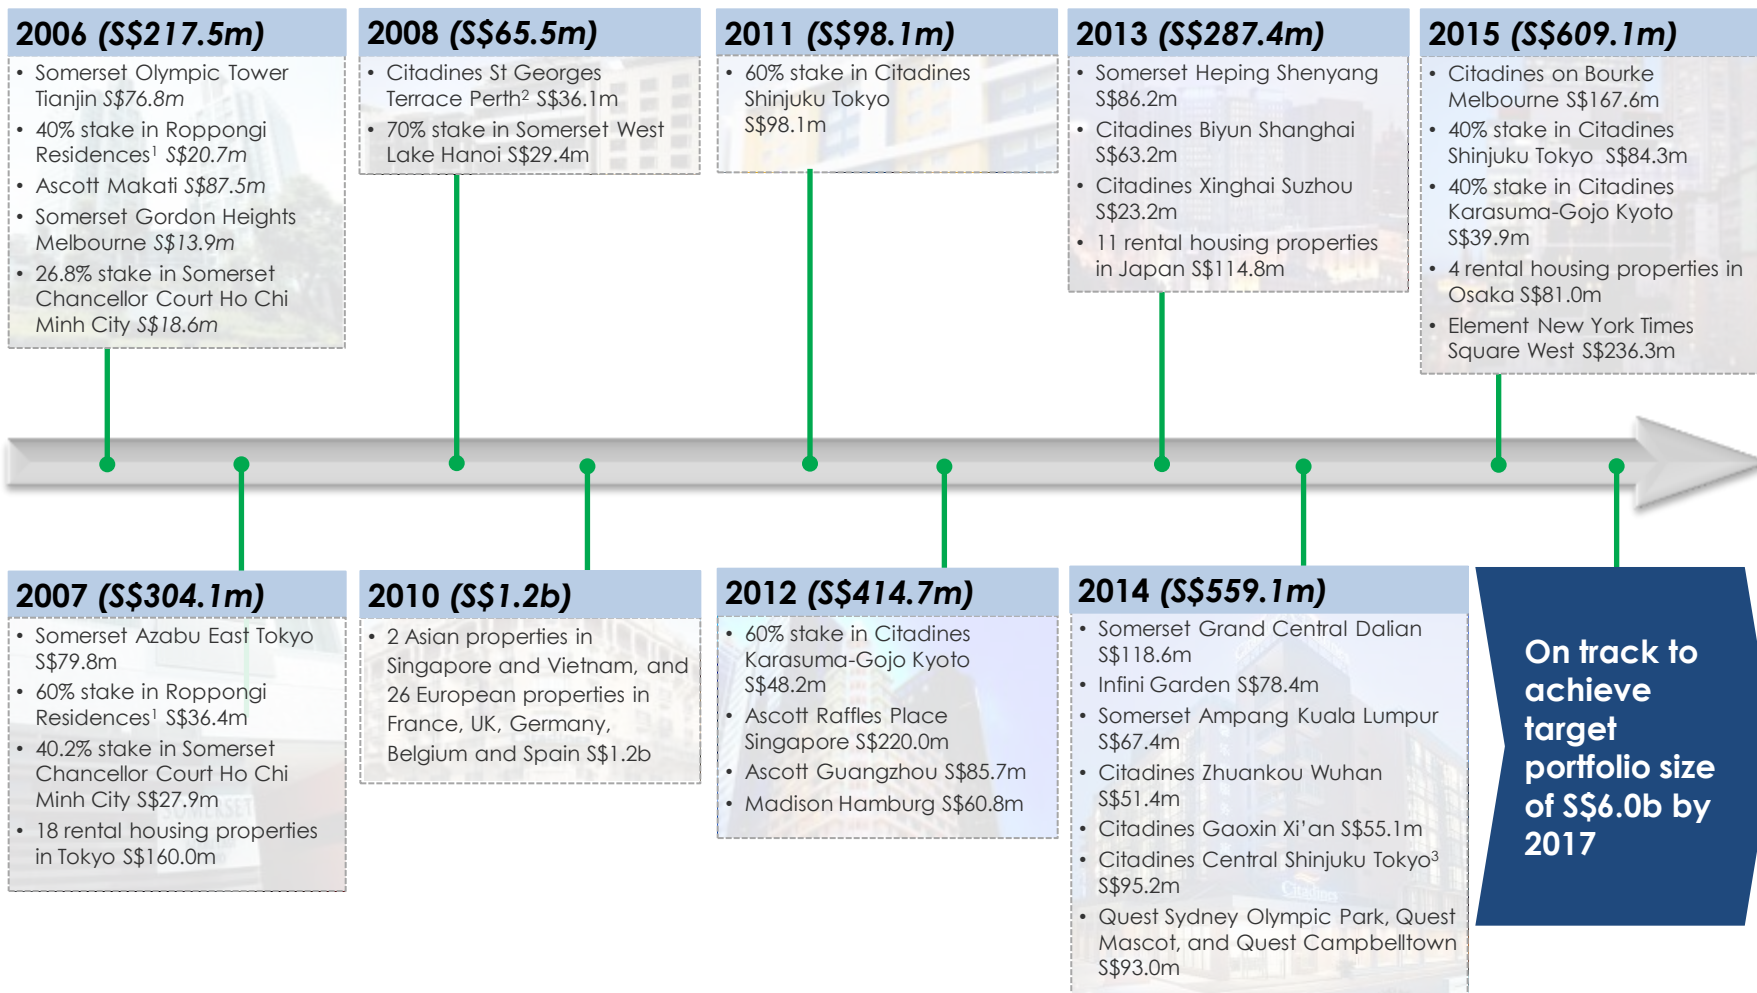 2006 (S$217.5m)
• Somerset Olympic Tower
Tianjin S$76.8m
• 40% stake in Roppongi
Residences¹ S$20.7m
• Ascott Makati S$87.5m
• Somerset Gordon Heights
Melbourne S$13.9m
• 26.8% stake in Somerset
Chancellor Court Ho Chi
Minh City S$18.6m
2008 (S$65.5m)
• Citadines St Georges
Terrace Perth² S$36.1m
• 70% stake in Somerset West
Lake Hanoi S$29.4m
2011 (S$98.1m)
• 60% stake in Citadines
Shinjuku Tokyo
S$98.1m
2013 (S$287.4m)
• Somerset Heping Shenyang
S$86.2m
• Citadines Biyun Shanghai
S$63.2m
• Citadines Xinghai Suzhou
S$23.2m
• 11 rental housing properties
in Japan S$114.8m
2015 (S$609.1m)
• Citadines on Bourke
Melbourne S$167.6m
• 40% stake in Citadines
Shinjuku Tokyo S$84.3m
• 40% stake in Citadines
Karasuma-Gojo Kyoto
S$39.9m
• 4 rental housing properties in
Osaka S$81.0m
• Element New York Times
Square West S$236.3m
2007 (S$304.1m)
• Somerset Azabu East Tokyo
S$79.8m
• 60% stake in Roppongi
Residences¹ S$36.4m
• 40.2% stake in Somerset
Chancellor Court Ho Chi
Minh City S$27.9m
• 18 rental housing properties
in Tokyo S$160.0m
SOMERSET
2010 (S$1.2b)
• 2 Asian properties in
Singapore and Vietnam, and
26 European properties in
France, UK, Germany,
Belgium and Spain S$1.2b
2012 (S$414.7m)
• 60% stake in Citadines
Karasuma-Gojo Kyoto
S$48.2m
• Ascott Raffles Place
Singapore S$220.0m
• Ascott Guangzhou S$85.7m
• Madison Hamburg S$60.8m
2014 (S$559.1m)
• Somerset Grand Central Dalian
S$118.6m
• Infini Garden S$78.4m
• Somerset Ampang Kuala Lumpur
S$67.4m
• Citadines Zhuankou Wuhan
S$51.4m
• Citadines Gaoxin Xi’an S$55.1m
• Citadines Central Shinjuku Tokyo³
S$95.2m
Citadines
• Quest Sydney Olympic Park, Quest
Mascot, and Quest Campbelltown
S$93.0m
On track to
achieve
target
portfolio size
of S$6.0b by
2017